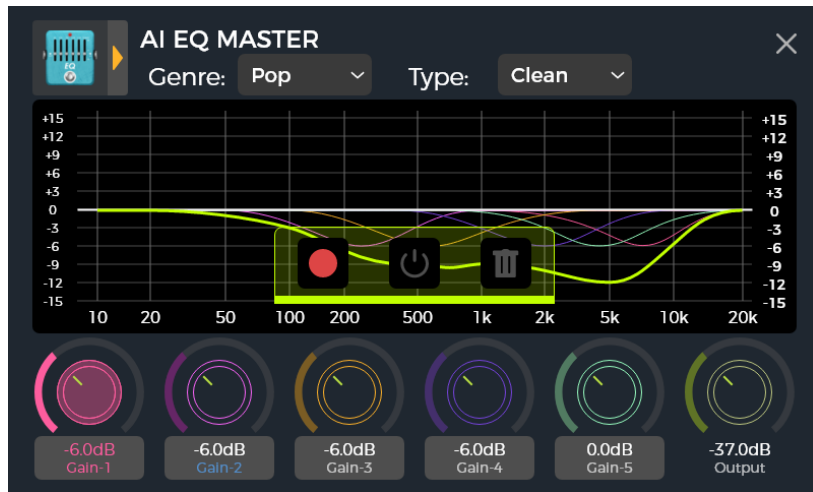 AI EQ MASTER
EQ
Genre: Pop Type: Clean
+15 +15
+12 +12
+9 +9
+6 +6
+3 +3
0 0
-3 -3
-6 -6
-9 -9
-12 -12
-15 -15
10 20 50 100 200 500 1k 2k 5k 10k 20k
-6.0dB -6.0dB -6.0dB -6.0dB 0.0dB -37.0dB
Gain-1 Gain-2 Gain-3 Gain-4 Gain-5 Output